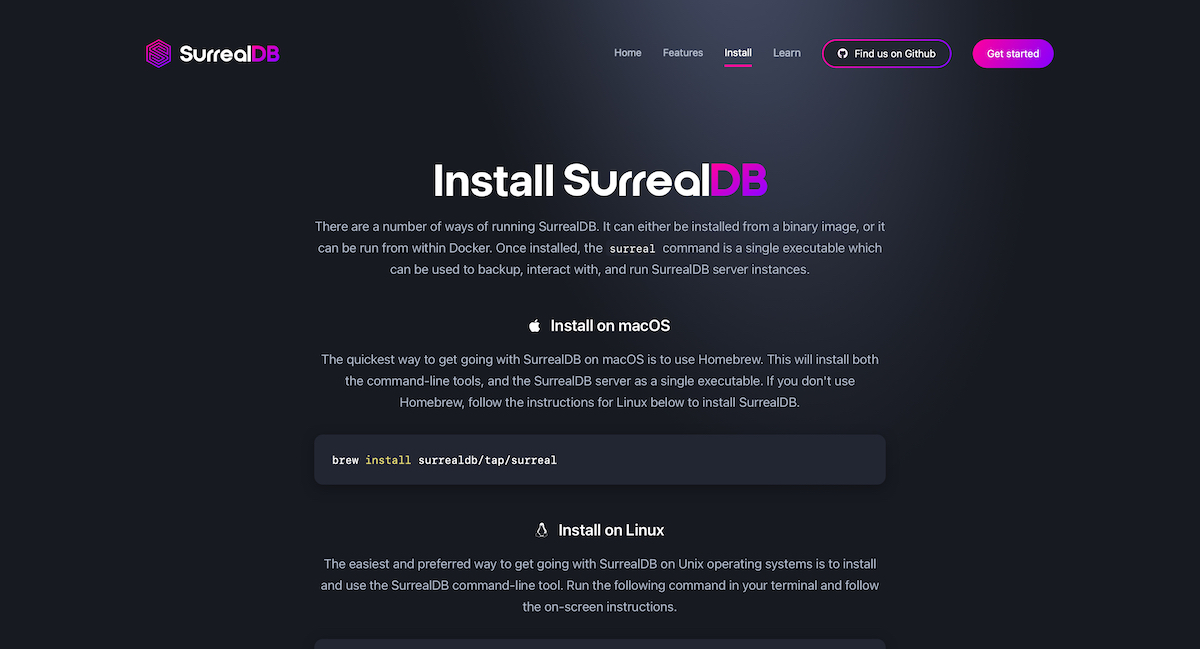 SurrealDB
Home
Features
Install
Learn
Find us on Github
Get started
Install SurrealDB
There are a number of ways of running SurrealDB. It can either be installed from a binary image, or it
can be run from within Docker. Once installed, the surreal command is a single executable which
can be used to backup, interact with, and run SurrealDB server instances.
Install on macOS
The quickest way to get going with SurrealDB on macOS is to use Homebrew. This will install both
the command-line tools, and the SurrealDB server as a single executable. If you don't use
Homebrew, follow the instructions for Linux below to install SurrealDB.
brew install surrealdb/tap/surreal
Install on Linux
The easiest and preferred way to get going with SurrealDB on Unix operating systems is to install
and use the SurrealDB command-line tool. Run the following command in your terminal and follow
the on-screen instructions.